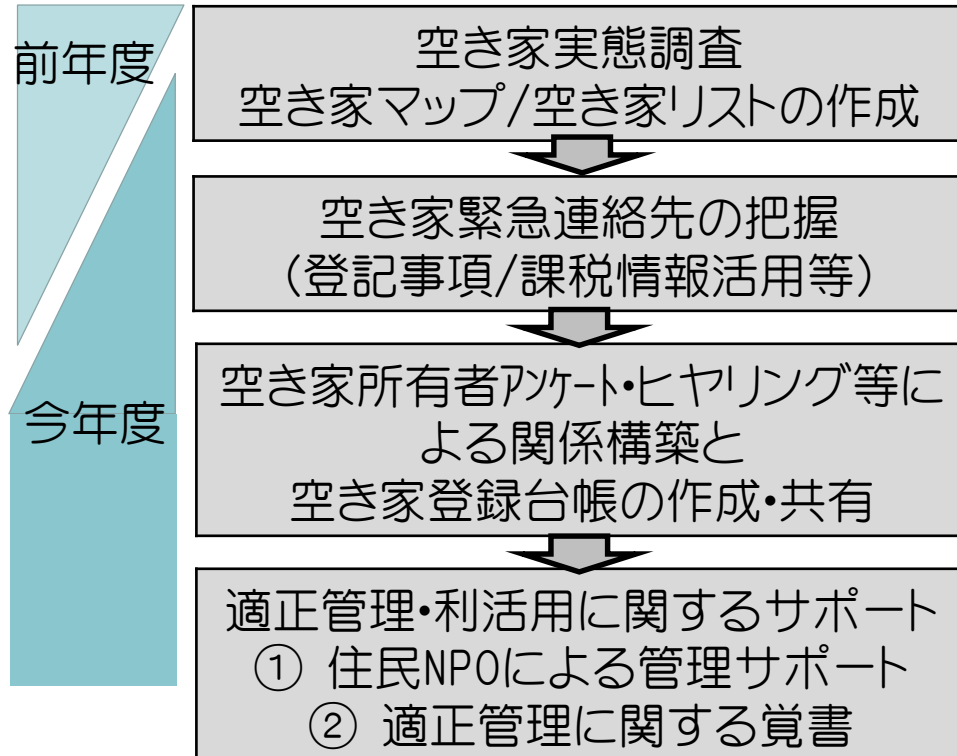 前年度
空き家実態調査
空き家マップ/空き家リストの作成
空き家緊急連絡先の把握
(登記事項/課税情報活用等)
空き家所有者ｱﾝｹｰﾄ・ヒヤリング等に
よる関係構築と
空き家登録台帳の作成・共有
今年度
適正管理・利活用に関するサポート
① 住民NPOによる管理サポート
② 適正管理に関する覚書